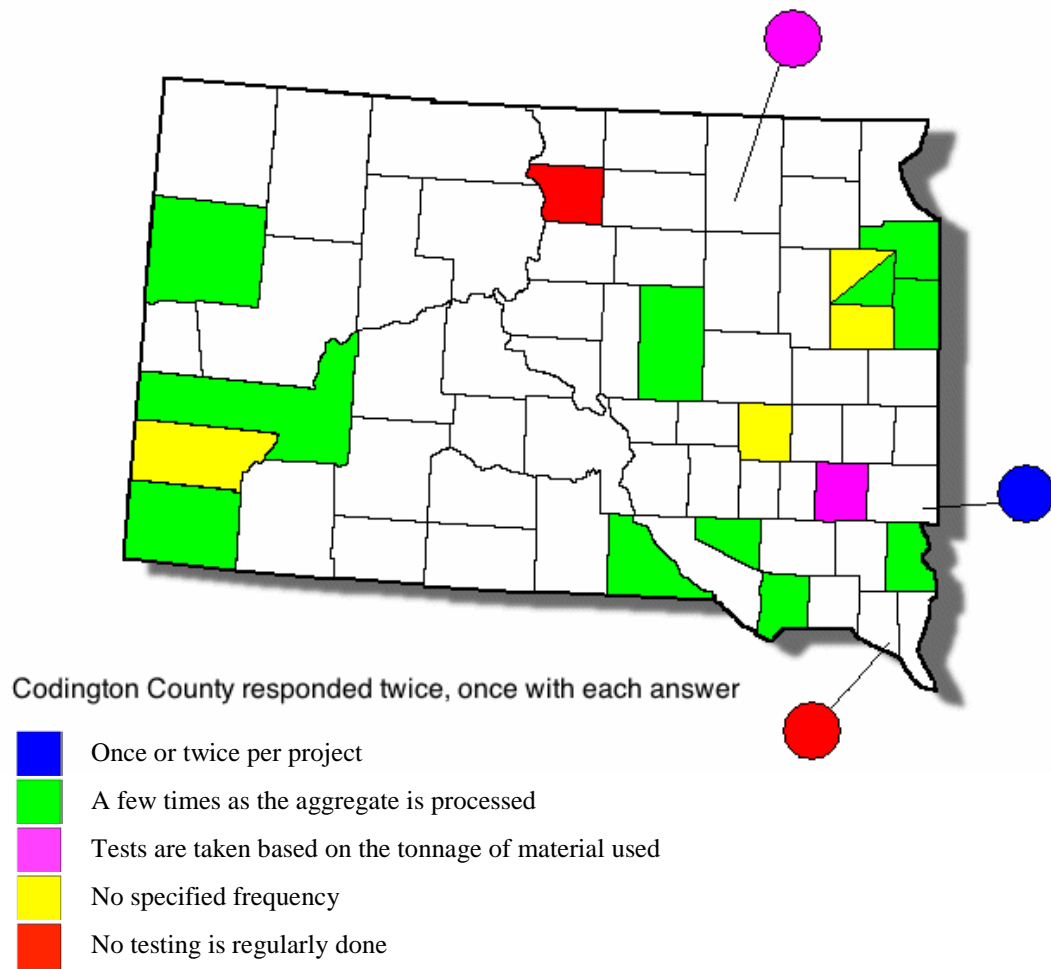 Codington County responded twice, once with each answer
Once or twice per project
A few times as the aggregate is processed
Tests are taken based on the tonnage of material used
No specified frequency
No testing is regularly done